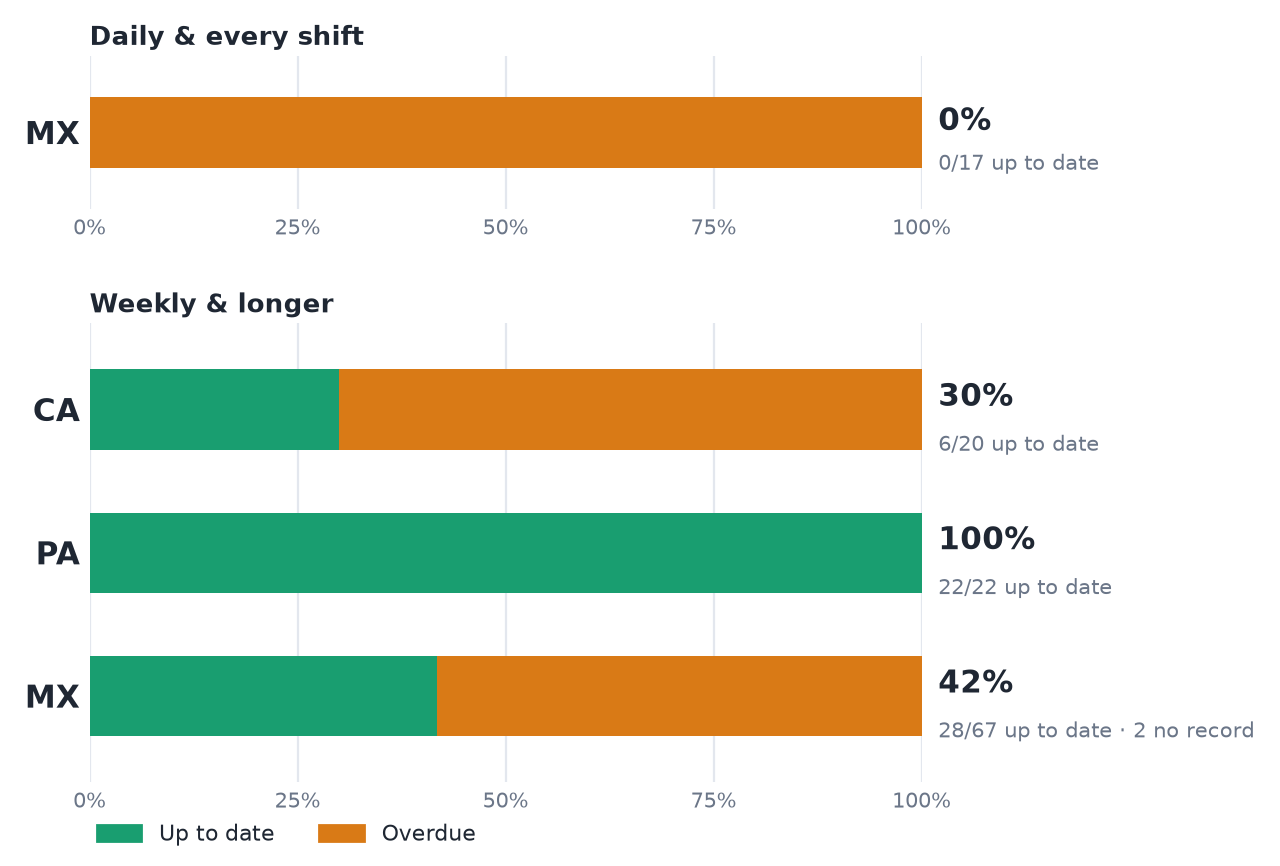 Daily & every shift
MX
0%
0/17 up to date
0% 25% 50% 75% 100%
Weekly & longer
CA
30%
6/20 up to date
PA
100%
22/22 up to date
MX
42%
28/67 up to date · 2 no record
0% 25% 50% 75% 100%
Up to date Overdue